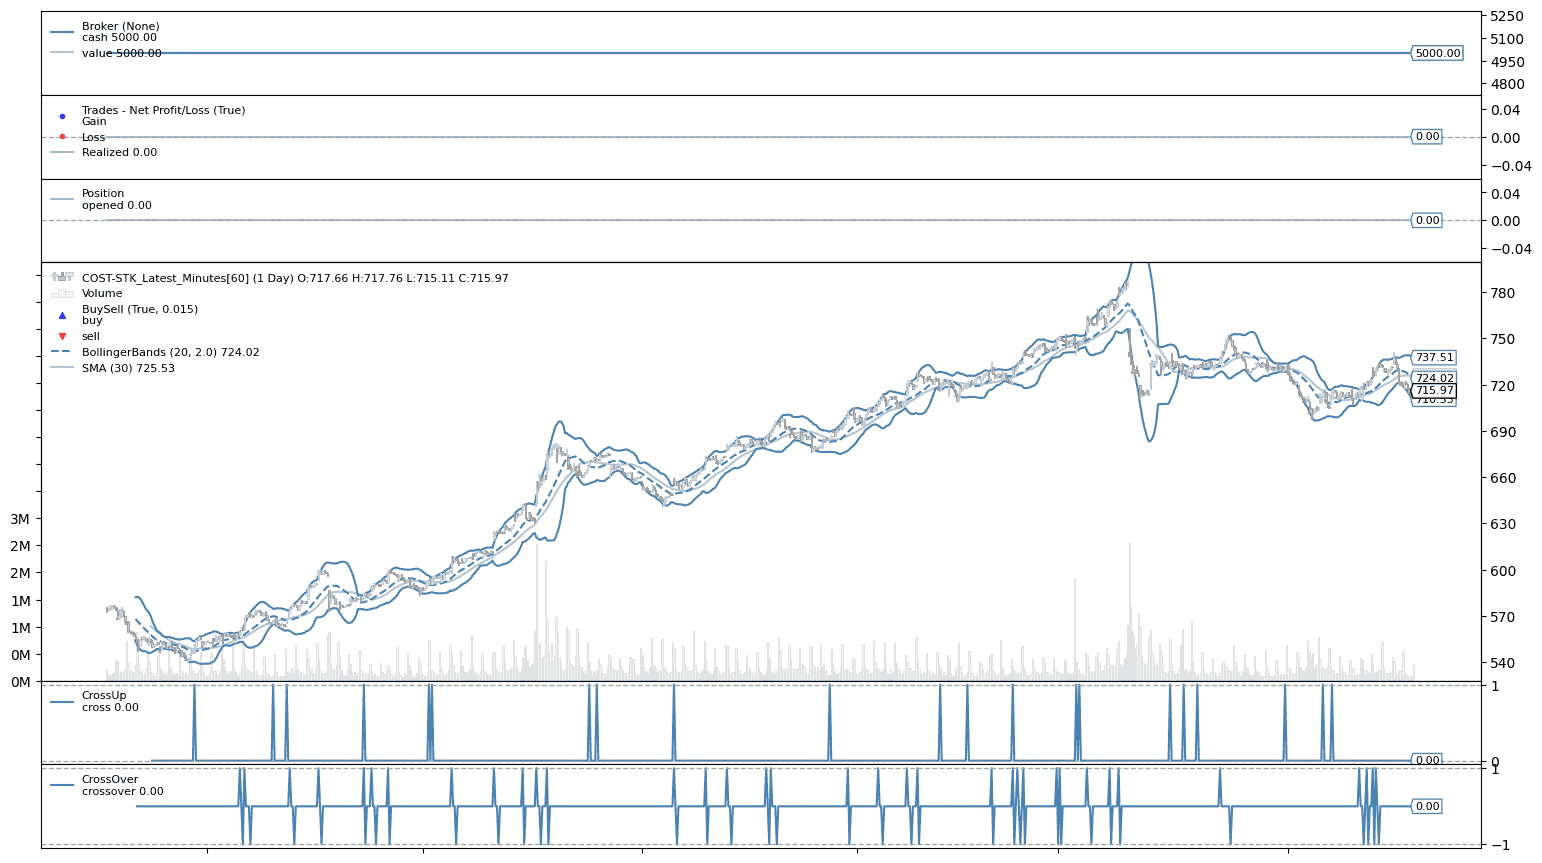 Broker (None)
cash 5000.00
value 5000.00
5250
5100
4950
4800
5000.00
Trades - Net Profit/Loss (True)
Gain
Loss
Realized 0.00
0.04
0.00
−0.04
0.00
Position
opened 0.00
0.04
0.00
−0.04
0.00
COST-STK_Latest_Minutes[60] (1 Day) O:717.66 H:717.76 L:715.11 C:715.97
Volume
BuySell (True, 0.015)
buy
sell
BollingerBands (20, 2.0) 724.02
SMA (30) 725.53
780
750
720
690
660
630
600
570
540
737.51
724.02
715.97
3M
2M
2M
1M
1M
0M
0M
CrossUp
cross 0.00
1
0
0.00
CrossOver
crossover 0.00
1
−1
0.00